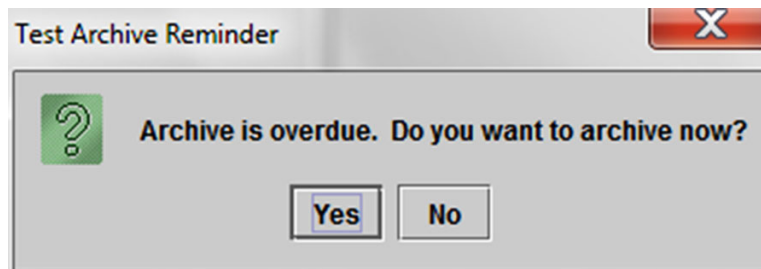 Test Archive Reminder
Archive is overdue.  Do you want to archive now?
Yes No